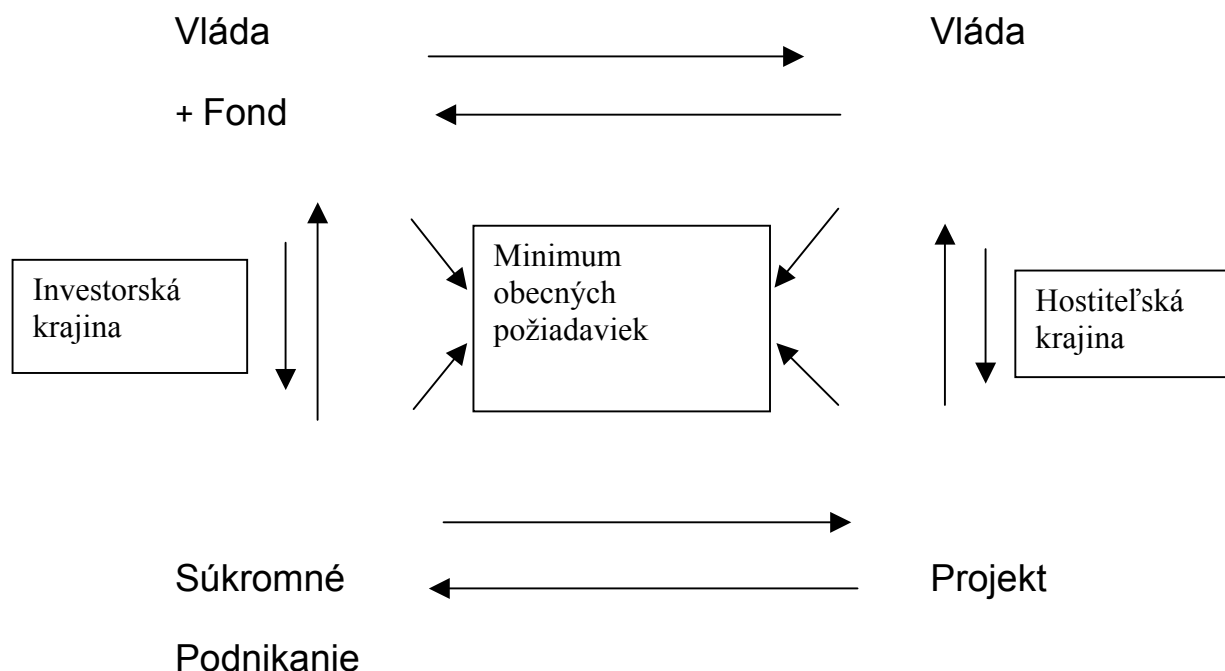 Vláda
Vláda
+ Fond
Investorská
krajina
Minimum
obecných
požiadaviek
Hostiteľská
krajina
Súkromné
Projekt
Podnikanie